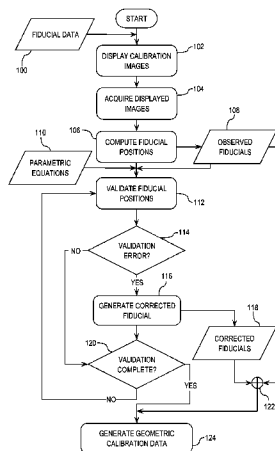 START
FIDUCIAL DATA
100
DISPLAY CALIBRATION
IMAGES
102
ACQUIRE DISPLAYED
IMAGES
104
106
COMPUTE FIDUCIAL
POSITIONS
108
OBSERVED
FIDUCIALS
110
PARAMETRIC
EQUATIONS
VALIDATE FIDUCIAL
POSITIONS
112
114
VALIDATION
ERROR?
NO
YES
116
GENERATE CORRECTED
FIDUCIAL
118
CORRECTED
FIDUCIALS
120
VALIDATION
COMPLETE?
YES
NO
122
GENERATE GEOMETRIC
CALIBRATION DATA
124